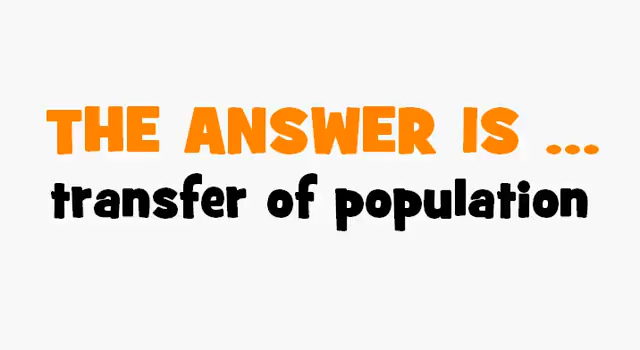 THE ANSWER IS ...
transfer of population